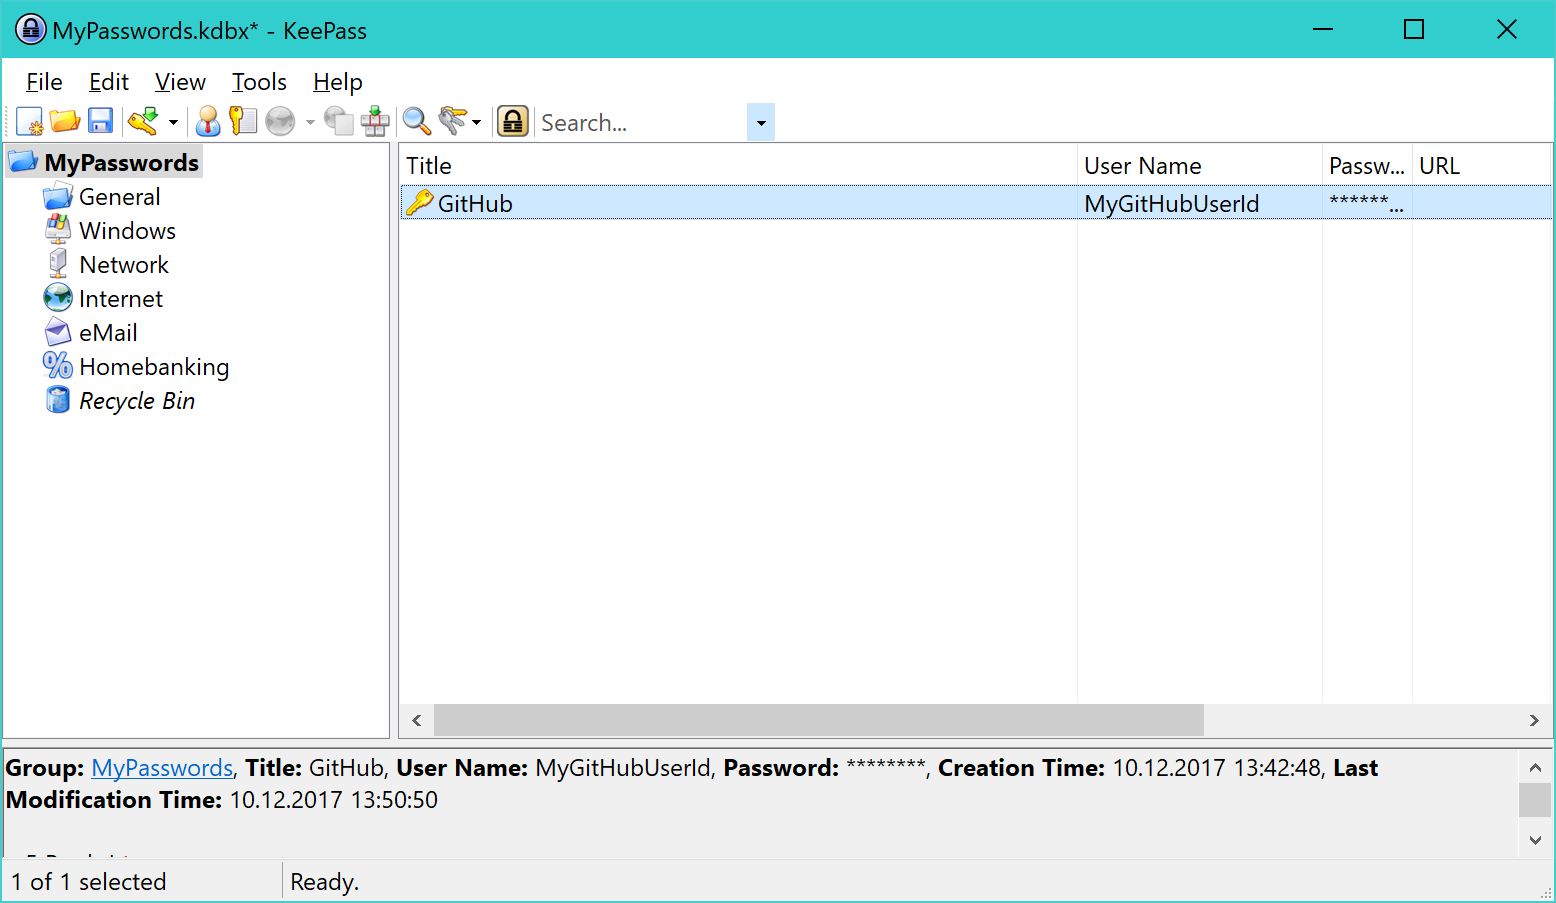 MyPasswords.kdbx* - KeePass
File Edit View Tools Help
Search...
MyPasswords
General
Windows
Network
Internet
eMail
Homebanking
Recycle Bin
Title User Name Passw... URL
GitHub MyGitHubUserId ******...
Group: MyPasswords, Title: GitHub, User Name: MyGitHubUserId, Password: ********, Creation Time: 10.12.2017 13:42:48, Last
Modification Time: 10.12.2017 13:50:50
1 of 1 selected
Ready.